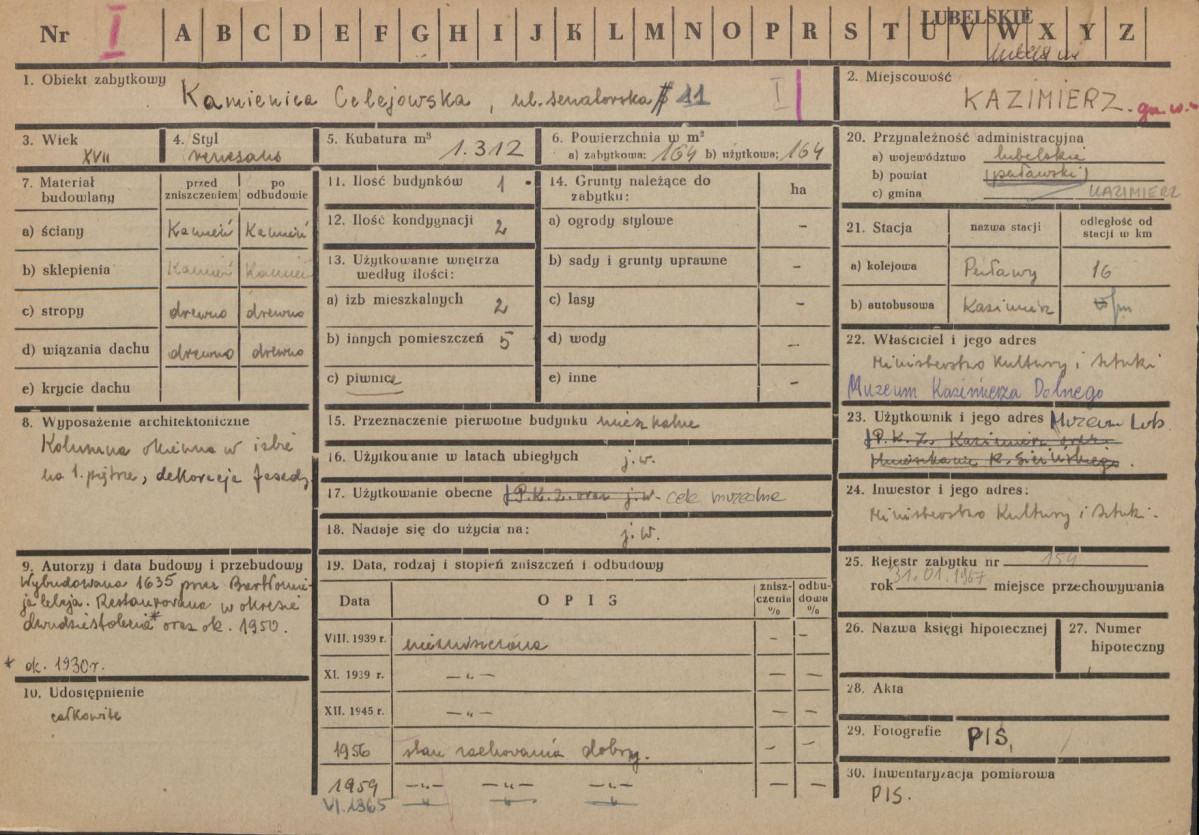 Nr I A B C D E F G H I J K L M N O P R S T U V W X Y Z
LUBELSKIE
1. Obiekt zabytkowy
Kamienica Celejowska, ul. Senatorska 11 I
2. Miejscowość
KAZIMIERZ
3. Wiek
XVII
4. Styl
renesans
5. Kubatura m³
1.312
6. Powierzchnia w m²
a) zabytkowa: 164 b) użytkowa: 164
7. Materiał budowlany
przed zniszczeniem
po odbudowie
a) ściany Kamień Kamień
b) sklepienia Kamień Kamień
c) stropy drewno drewno
d) wiązania dachu drewno drewno
e) krycie dachu
8. Wyposażenie architektoniczne
Kolumna okienna w izbie
na 1. piętrze, dekoracja fasady
9. Autorzy i data budowy i przebudowy
Wybudowana 1635 przez Bartłomie-
ja Celeja. Restaurowana w okresie
dwudziestolecia* oraz ok. 1950.
* ok. 1930 r.
10. Udostępnienie
całkowite
11. Ilość budynków 1
12. Ilość kondygnacji 2
13. Użytkowanie wnętrza
według ilości:
a) izb mieszkalnych 2
b) innych pomieszczeń 5
c) piwnice
14. Grunty należące do
zabytku:
ha
a) ogrody stylowe –
b) sady i grunty uprawne –
c) lasy –
d) wody –
e) inne –
15. Przeznaczenie pierwotne budynku mieszkalne
16. Użytkowanie w latach ubiegłych j.w.
17. Użytkowanie obecne P.K.Z. oraz j.w. cele muzealne
18. Nadaje się do użycia na: j.w.
19. Data, rodzaj i stopień zniszczeń i odbudowy
Data
OPIS
zniszczenia %
odbudowa %
VIII. 1939 r. niezniszczona – –
XI. 1939 r. –„– – –
XII. 1945 r. –„– – –
1956 stan zachowania dobry. – –
1959 –„– –„– –„– – –
VI.1965 –„– –„– –„–
20. Przynależność administracyjna
a) województwo lubelskie
b) powiat (puławski)
c) gmina KAZIMIERZ
21. Stacja
nazwa stacji
odległość od
stacji w km
a) kolejowa Puławy 16
b) autobusowa Kazimierz
22. Właściciel i jego adres
Ministerstwo Kultury i Sztuki
Muzeum Kazimierza Dolnego
23. Użytkownik i jego adres Muzeum Lub.
P.K.Z. Kazimierz oraz
mieszkanie K. Sicińskiego.
24. Inwestor i jego adres:
Ministerstwo Kultury i Sztuki.
25. Rejestr zabytku nr 154
rok 31.01.1967 miejsce przechowywania
26. Nazwa księgi hipotecznej
27. Numer
hipoteczny
28. Akta
29. Fotografie PIS,
30. Inwentaryzacja pomiarowa
PIS.